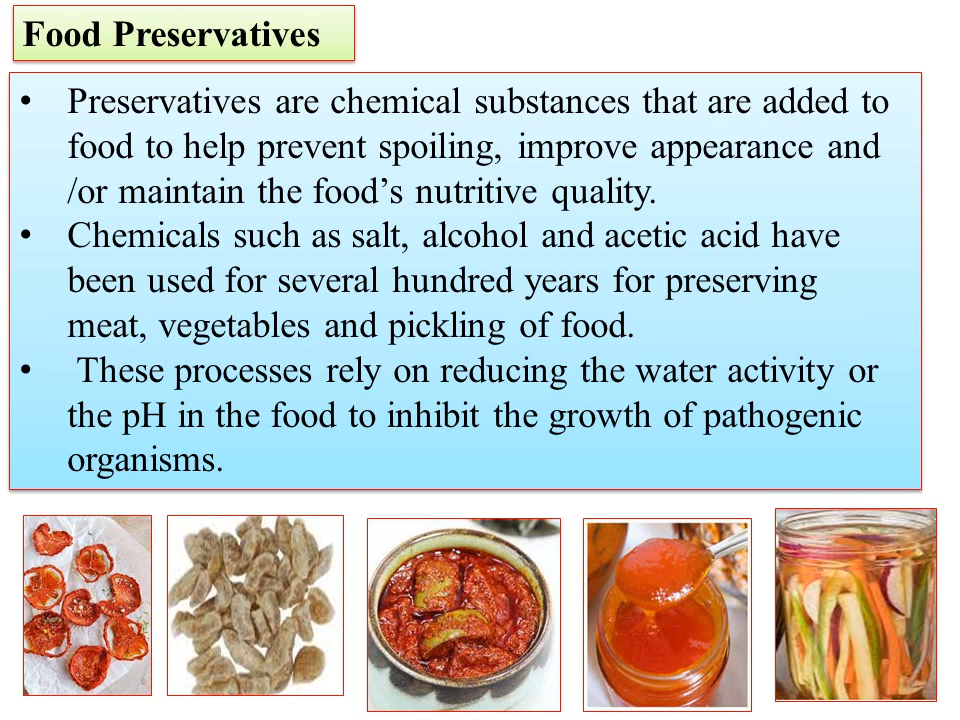 Food Preservatives
• Preservatives are chemical substances that are added to
food to help prevent spoiling, improve appearance and
/or maintain the food’s nutritive quality.
• Chemicals such as salt, alcohol and acetic acid have
been used for several hundred years for preserving
meat, vegetables and pickling of food.
• These processes rely on reducing the water activity or
the pH in the food to inhibit the growth of pathogenic
organisms.